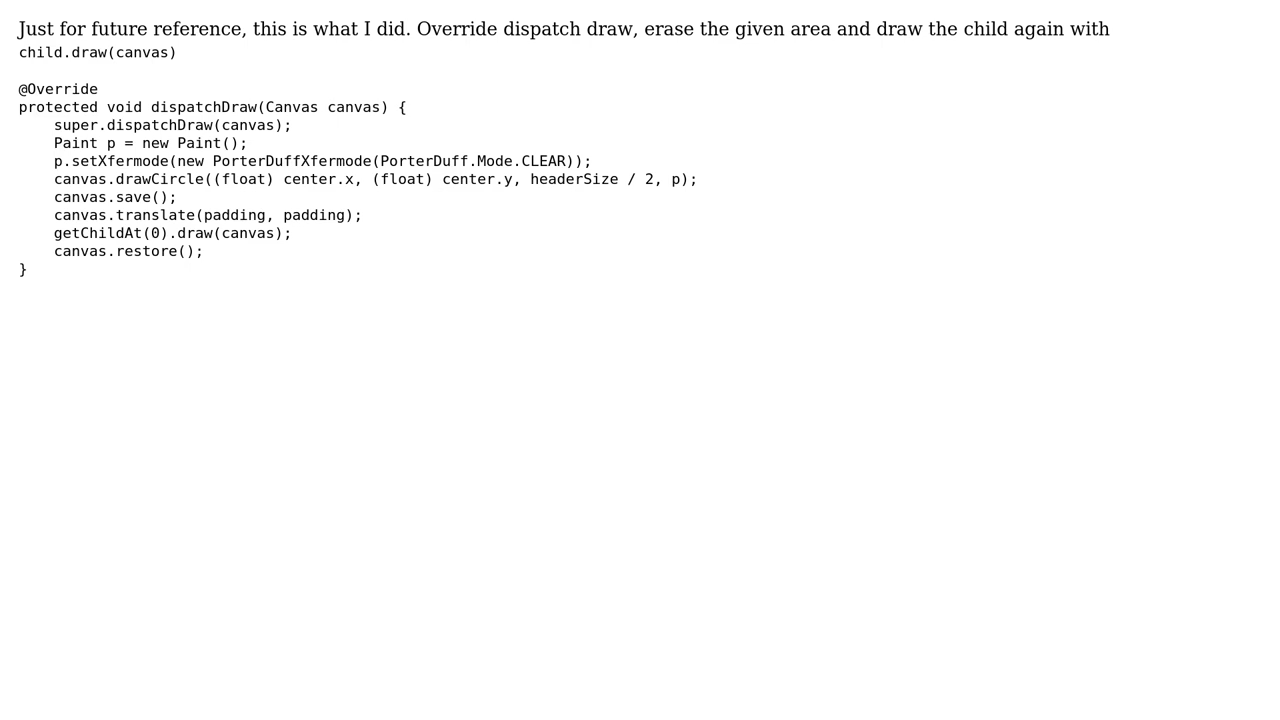 Just for future reference, this is what I did. Override dispatch draw, erase the given area and draw the child again with
child.draw(canvas)

@Override
protected void dispatchDraw(Canvas canvas) {
    super.dispatchDraw(canvas);
    Paint p = new Paint();
    p.setXfermode(new PorterDuffXfermode(PorterDuff.Mode.CLEAR));
    canvas.drawCircle((float) center.x, (float) center.y, headerSize / 2, p);
    canvas.save();
    canvas.translate(padding, padding);
    getChildAt(0).draw(canvas);
    canvas.restore();
}